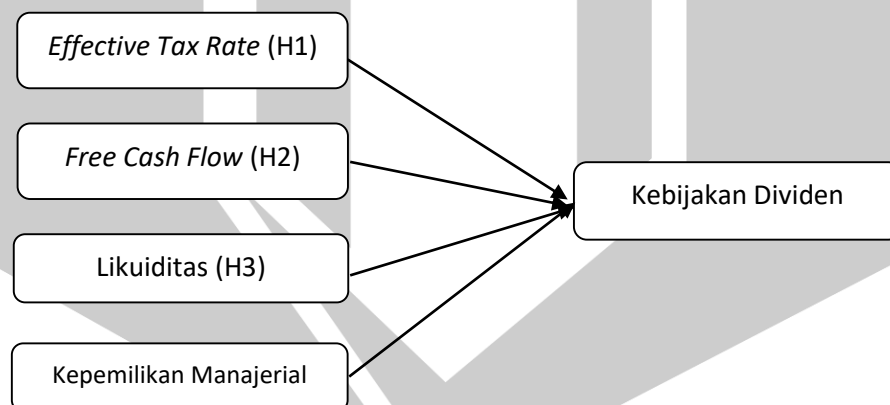 Effective Tax Rate (H1)
Free Cash Flow (H2)
Kebijakan Dividen
Likuiditas (H3)
Kepemilikan Manajerial